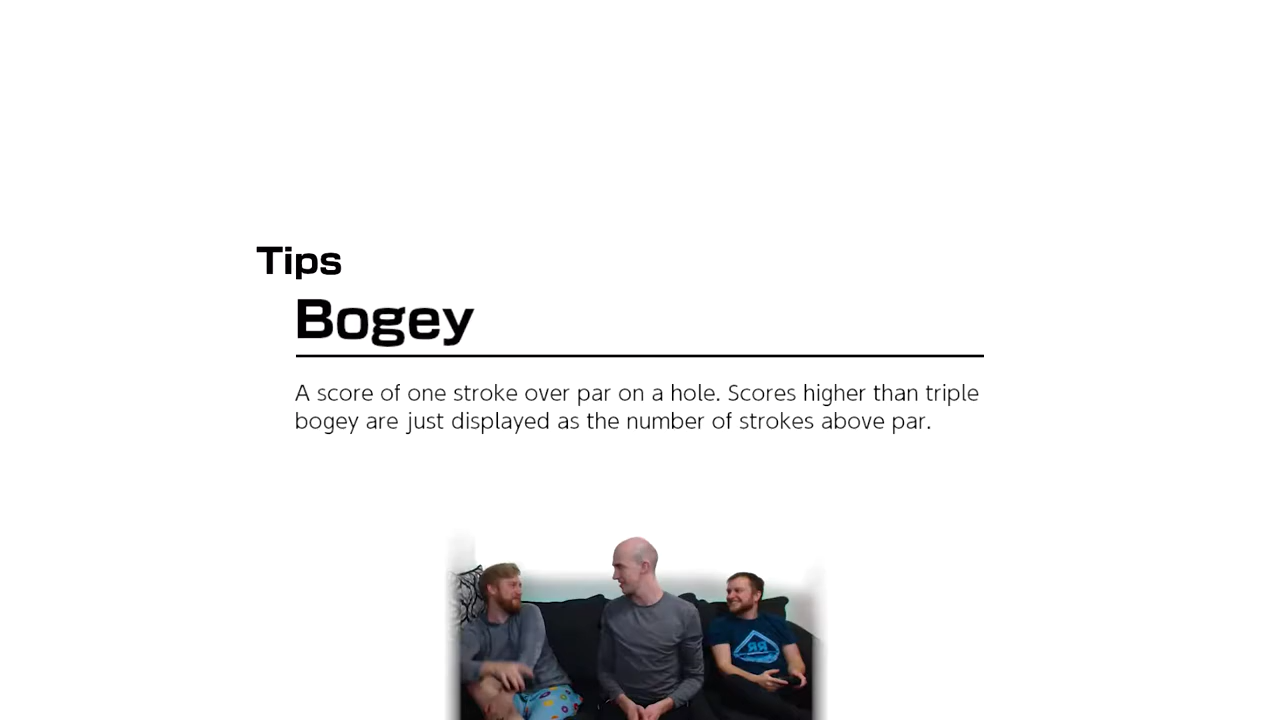 Tips
Bogey
A score of one stroke over par on a hole. Scores higher than triple
bogey are just displayed as the number of strokes above par.